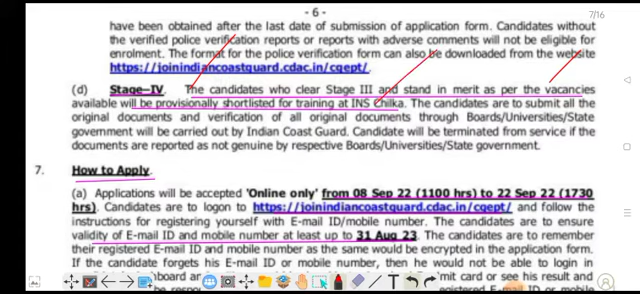 - 6 -
7/16
have been obtained after the last date of submission of application form. Candidates without
the verified police verification reports or reports with adverse comments will not be eligible for
enrolment. The format for the police verification form can also be downloaded from the website
https://joinindiancoastguard.cdac.in/cgept/.
(d) Stage–IV. The candidates who clear Stage III and stand in merit as per the vacancies
available will be provisionally shortlisted for training at INS Chilka. The candidates are to submit all the
original documents and verification of all original documents through Boards/Universities/State
government will be carried out by Indian Coast Guard. Candidate will be terminated from service if the
documents are reported as not genuine by respective Boards/Universities/State government.
7. How to Apply.
(a) Applications will be accepted 'Online only' from 08 Sep 22 (1100 hrs) to 22 Sep 22 (1730
hrs). Candidates are to logon to https://joinindiancoastguard.cdac.in/cgept/ and follow the
instructions for registering yourself with E-mail ID/mobile number. The candidates are to ensure
validity of E-mail ID and mobile number at least up to 31 Aug 23. The candidates are to remember
their registered E-mail ID and mobile number as the same would be encrypted in the application form.
If the candidate forgets his E-mail ID or mobile number, then he would not be able to login in
mit card or see his result and
E-mail ID or mobile